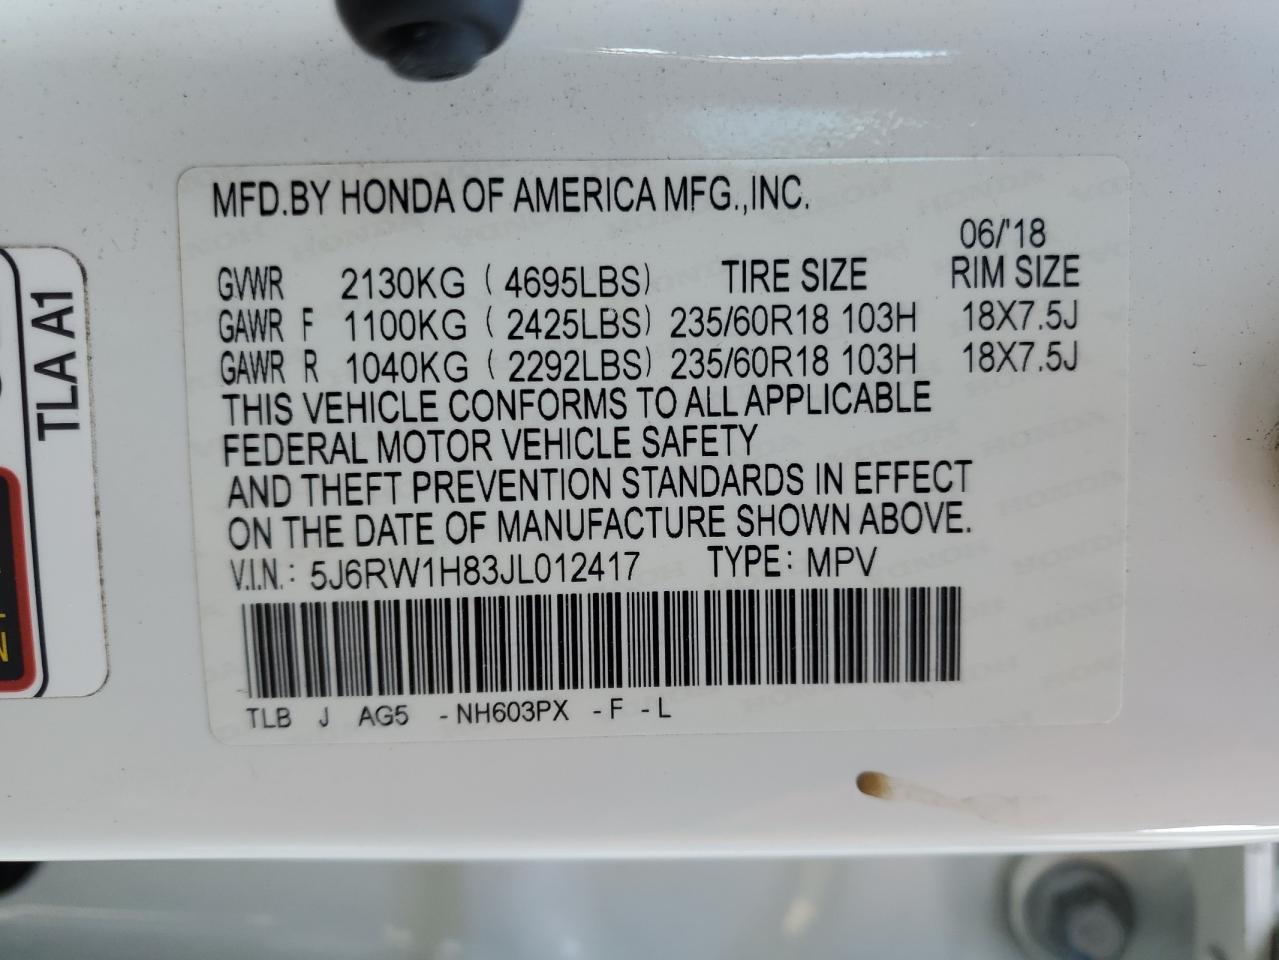 MFD.BY HONDA OF AMERICA MFG.,INC.
06/'18
GVWR 2130KG ( 4695LBS) TIRE SIZE RIM SIZE
GAWR F 1100KG ( 2425LBS) 235/60R18 103H 18X7.5J
GAWR R 1040KG ( 2292LBS) 235/60R18 103H 18X7.5J
THIS VEHICLE CONFORMS TO ALL APPLICABLE
FEDERAL MOTOR VEHICLE SAFETY
AND THEFT PREVENTION STANDARDS IN EFFECT
ON THE DATE OF MANUFACTURE SHOWN ABOVE.
V.I.N.: 5J6RW1H83JL012417 TYPE: MPV
TLB J AG5 -NH603PX -F -L
TLA A1